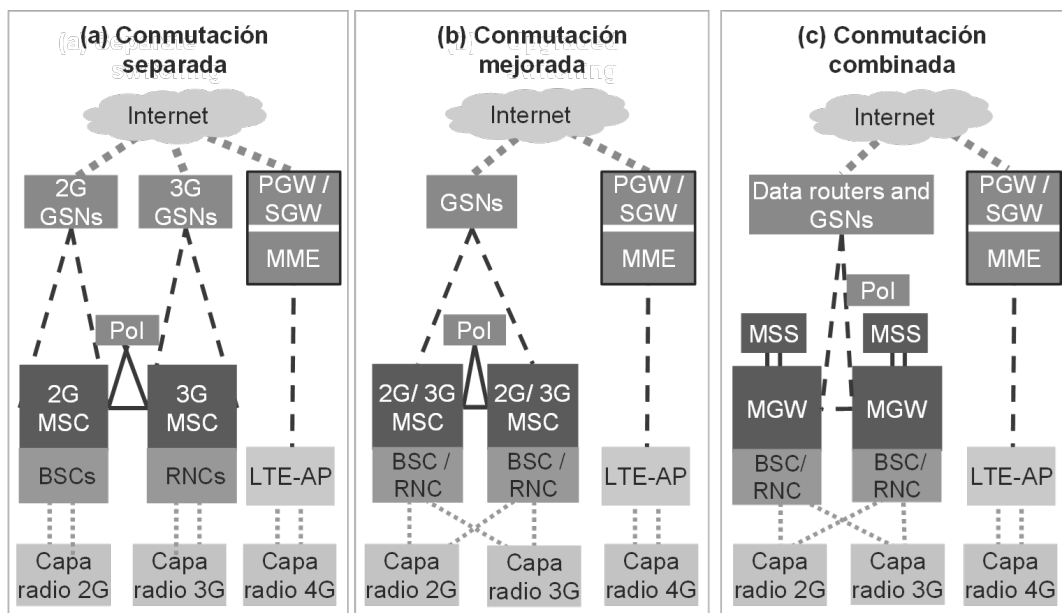 (a) Conmutación
separada
Internet
2G
GSNs
3G
GSNs
PGW /
SGW
MME
PoI
2G
MSC
3G
MSC
BSCs
RNCs
LTE-AP
Capa
radio 2G
Capa
radio 3G
Capa
radio 4G
(b) Conmutación
mejorada
Internet
GSNs
PGW /
SGW
MME
PoI
2G/ 3G
MSC
2G/ 3G
MSC
BSC /
RNC
BSC /
RNC
LTE-AP
Capa
radio 2G
Capa
radio 3G
Capa
radio 4G
(c) Conmutación
combinada
Internet
Data routers and
GSNs
PGW /
SGW
MME
PoI
MSS
MSS
MGW
MGW
BSC/
RNC
BSC/
RNC
LTE-AP
Capa
radio 2G
Capa
radio 3G
Capa
radio 4G